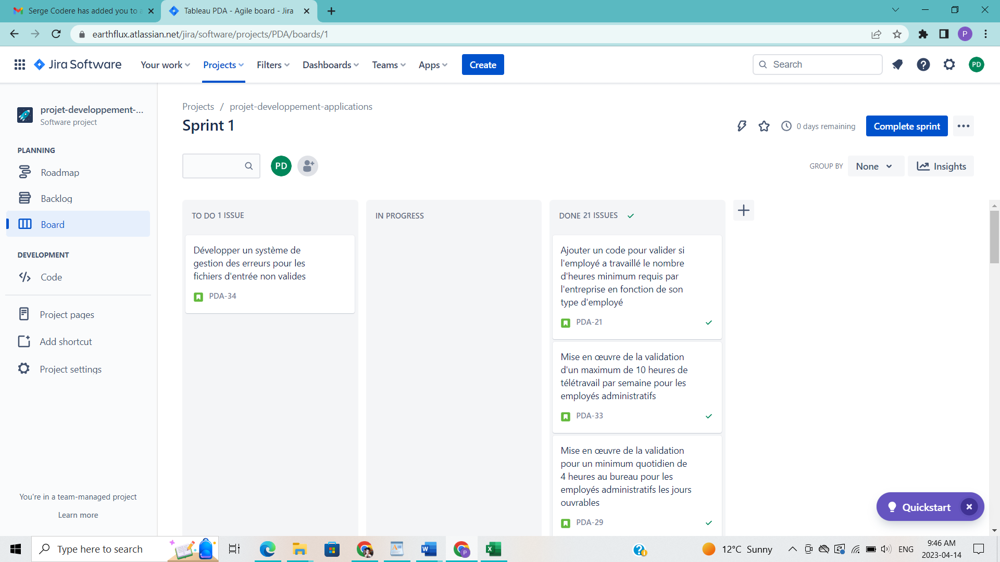 Serge Codere has added you to a
Tableau PDA - Agile board - Jira
earthflux.atlassian.net/jira/software/projects/PDA/boards/1
P
Jira Software
Your work
Projects
Filters
Dashboards
Teams
Apps
Create
Search
PD
projet-developpement-...
Software project
PLANNING
Roadmap
Backlog
Board
DEVELOPMENT
Code
Project pages
Add shortcut
Project settings
You're in a team-managed project
Learn more
Projects / projet-developpement-applications
Sprint 1
0 days remaining
Complete sprint
PD
GROUP BY
None
Insights
TO DO 1 ISSUE
Développer un système de
gestion des erreurs pour les
fichiers d'entrée non valides
PDA-34
IN PROGRESS
DONE 21 ISSUES
Ajouter un code pour valider si
l'employé a travaillé le nombre
d'heures minimum requis par
l'entreprise en fonction de son
type d'employé
PDA-21
Mise en œuvre de la validation
d'un maximum de 10 heures de
télétravail par semaine pour les
employés administratifs
PDA-33
Mise en œuvre de la validation
pour un minimum quotidien de
4 heures au bureau pour les
employés administratifs les jours
ouvrables
PDA-29
Quickstart
Type here to search
12°C Sunny
ENG
9:46 AM
2023-04-14